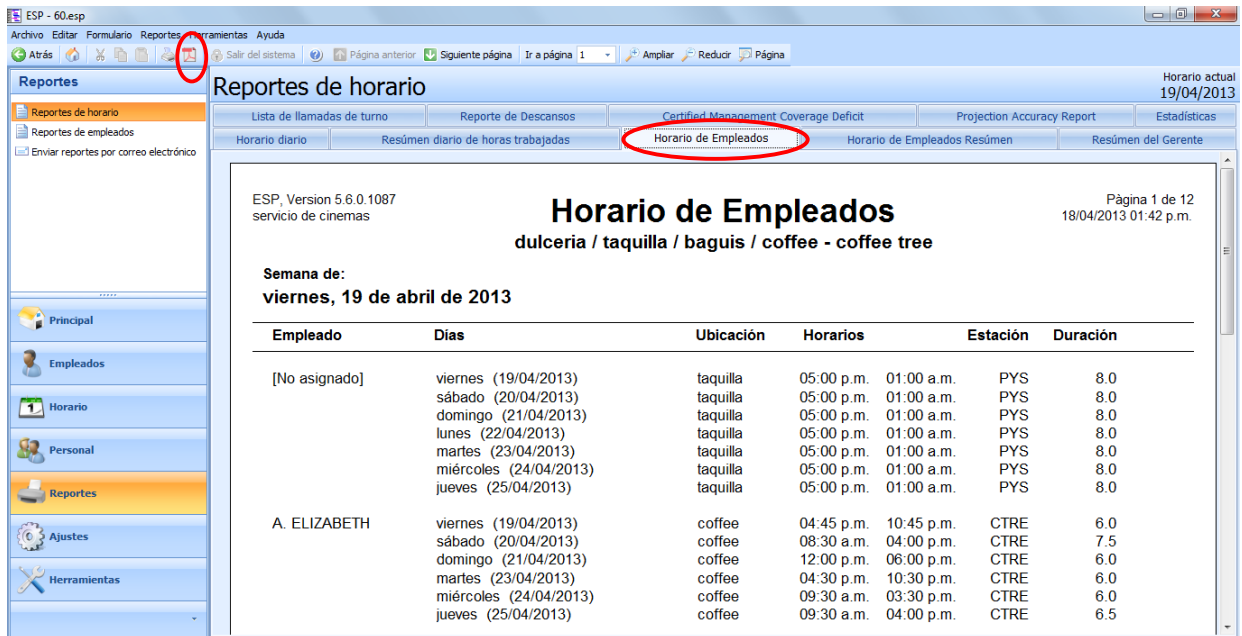 ESP - 60.esp
Archivo Editar Formulario Reportes Herramientas Ayuda
Atrás Salir del sistema Página anterior Siguiente página Ir a página 1 Ampliar Reducir Página
Reportes
Reportes de horario
Reportes de empleados
Enviar reportes por correo electrónico
Principal
Empleados
Horario
Personal
Reportes
Ajustes
Herramientas
Reportes de horario
Horario actual
19/04/2013
Lista de llamadas de turno Reporte de Descansos Certified Management Coverage Deficit Projection Accuracy Report Estadísticas
Horario diario Resúmen diario de horas trabajadas Horario de Empleados Horario de Empleados Resúmen Resúmen del Gerente
ESP, Version 5.6.0.1087
servicio de cinemas
Horario de Empleados
dulceria / taquilla / baguis / coffee - coffee tree
Pàgina 1 de 12
18/04/2013 01:42 p.m.
Semana de:
viernes, 19 de abril de 2013
Empleado Días Ubicación Horarios Estación Duración
[No asignado] viernes (19/04/2013) taquilla 05:00 p.m. 01:00 a.m. PYS 8.0
sábado (20/04/2013) taquilla 05:00 p.m. 01:00 a.m. PYS 8.0
domingo (21/04/2013) taquilla 05:00 p.m. 01:00 a.m. PYS 8.0
lunes (22/04/2013) taquilla 05:00 p.m. 01:00 a.m. PYS 8.0
martes (23/04/2013) taquilla 05:00 p.m. 01:00 a.m. PYS 8.0
miércoles (24/04/2013) taquilla 05:00 p.m. 01:00 a.m. PYS 8.0
jueves (25/04/2013) taquilla 05:00 p.m. 01:00 a.m. PYS 8.0
A. ELIZABETH viernes (19/04/2013) coffee 04:45 p.m. 10:45 p.m. CTRE 6.0
sábado (20/04/2013) coffee 08:30 a.m. 04:00 p.m. CTRE 7.5
domingo (21/04/2013) coffee 12:00 p.m. 06:00 p.m. CTRE 6.0
martes (23/04/2013) coffee 04:30 p.m. 10:30 p.m. CTRE 6.0
miércoles (24/04/2013) coffee 09:30 a.m. 03:30 p.m. CTRE 6.0
jueves (25/04/2013) coffee 09:30 a.m. 04:00 p.m. CTRE 6.5